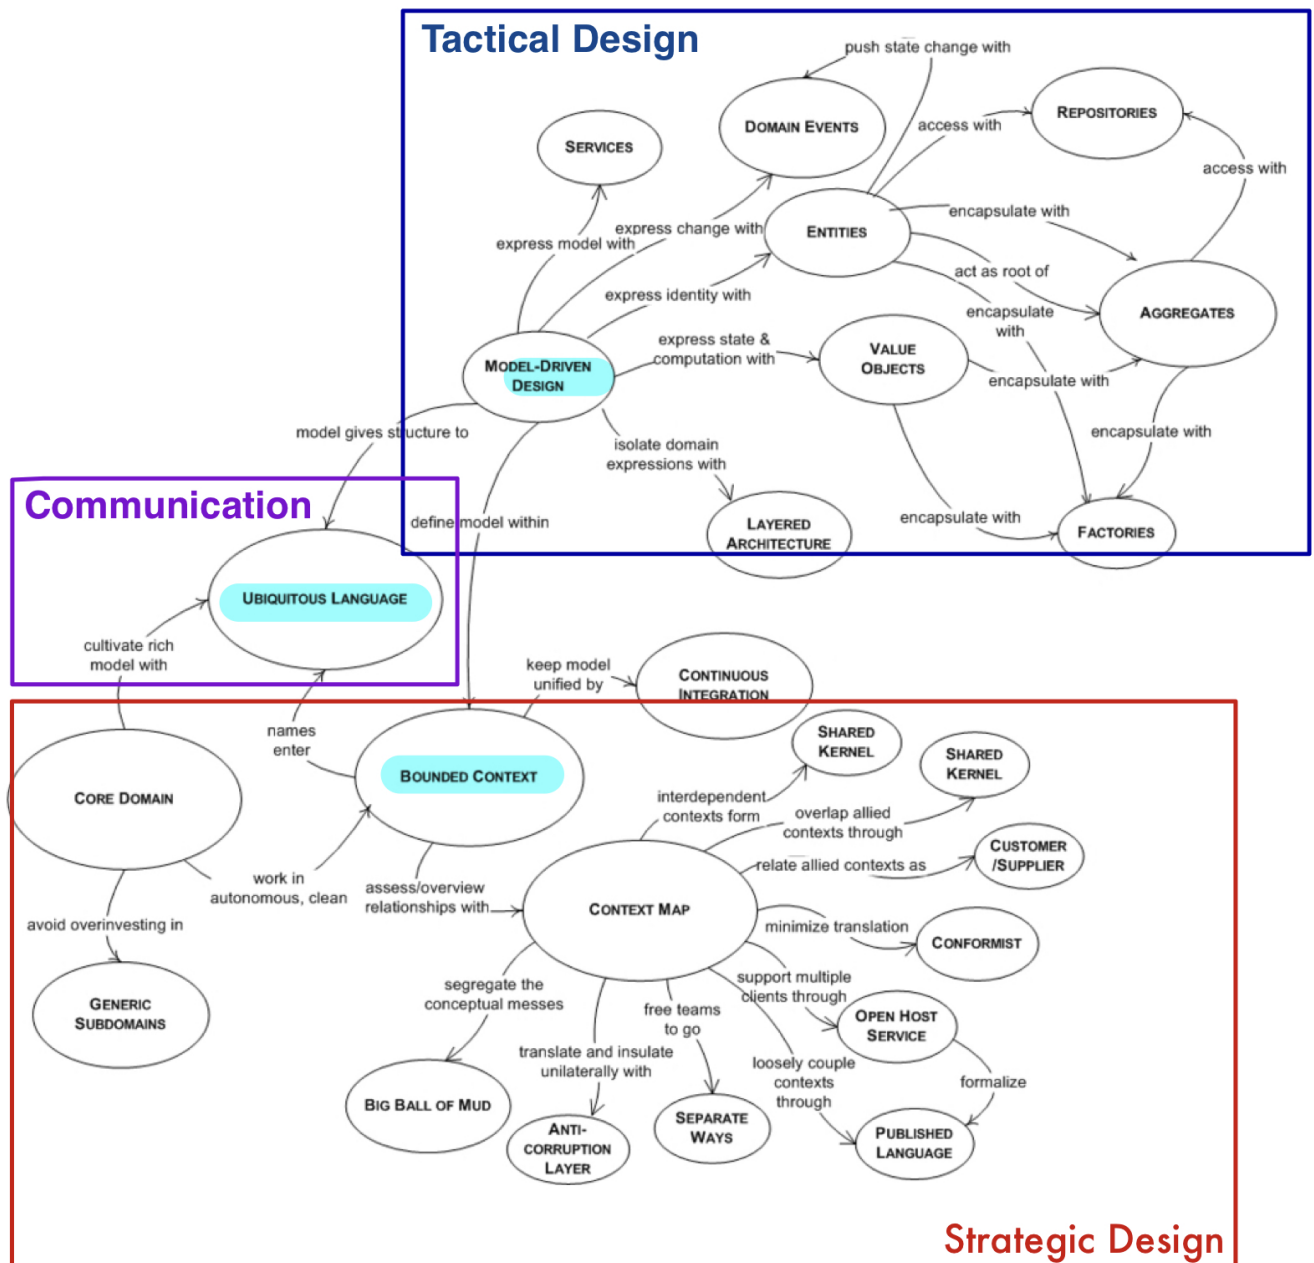 Tactical Design
push state change with
DOMAIN EVENTS
REPOSITORIES
access with
SERVICES
access with
express change with
express model with
ENTITIES
encapsulate with
act as root of
express identity with
encapsulate
with
AGGREGATES
express state &
computation with
VALUE
OBJECTS
encapsulate with
MODEL-DRIVEN
DESIGN
model gives structure to
isolate domain
expressions with
encapsulate with
Communication
define model within
encapsulate with
LAYERED
ARCHITECTURE
FACTORIES
UBIQUITOUS LANGUAGE
cultivate rich
model with
keep model
unified by
CONTINUOUS
INTEGRATION
names
enter
SHARED
KERNEL
SHARED
KERNEL
BOUNDED CONTEXT
CORE DOMAIN
interdependent
contexts form
overlap allied
contexts through
CUSTOMER
/SUPPLIER
relate allied contexts as
work in
autonomous, clean
assess/overview
relationships with
CONTEXT MAP
avoid overinvesting in
minimize translation
CONFORMIST
segregate the
conceptual messes
support multiple
clients through
GENERIC
SUBDOMAINS
free teams
to go
OPEN HOST
SERVICE
translate and insulate
unilaterally with
loosely couple
contexts
through
formalize
BIG BALL OF MUD
ANTI-
CORRUPTION
LAYER
SEPARATE
WAYS
PUBLISHED
LANGUAGE
Strategic Design